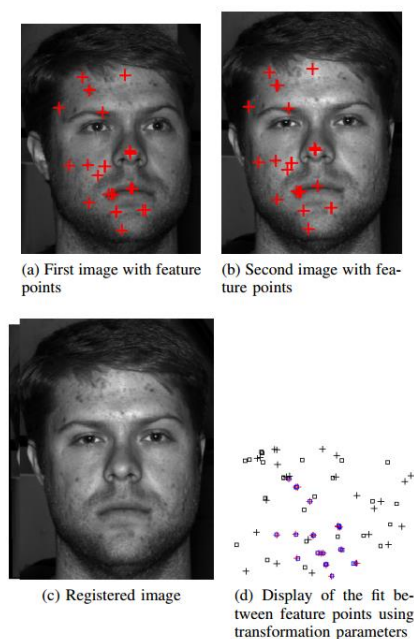 (a) First image with feature
points
(b) Second image with fea-
ture points
(c) Registered image
(d) Display of the fit be-
tween feature points using
transformation parameters